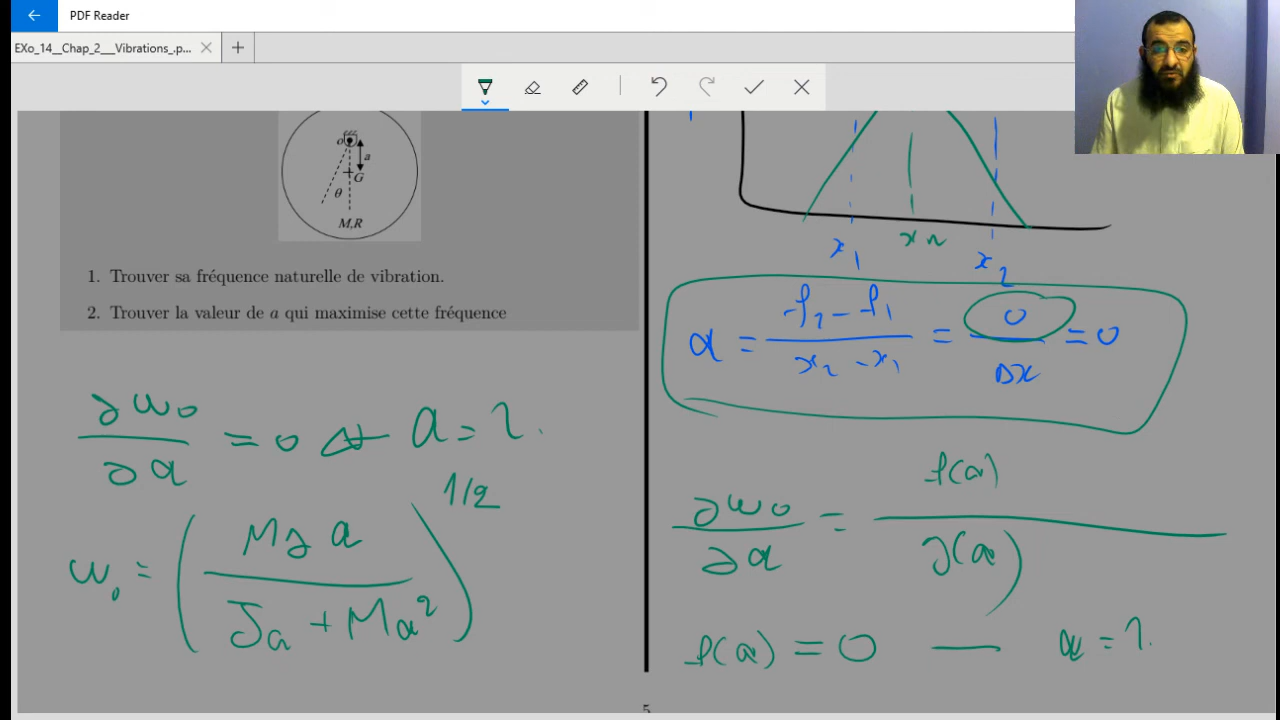 PDF Reader
EXo_14__Chap_2___Vibrations_.p...
o
a
G
θ
M,R
1. Trouver sa fréquence naturelle de vibration.
2. Trouver la valeur de a qui maximise cette fréquence
∂ω₀/∂a = 0 a = ?
ω₀ = (Mga / (J_G + Ma²))^1/2
x₁ xₙ x₂
α = (f₂ - f₁)/(x₂ - x₁) = 0/Δx = 0
∂ω₀/∂a = f(a)/g(a)
f(a) = 0 — a = ?
5